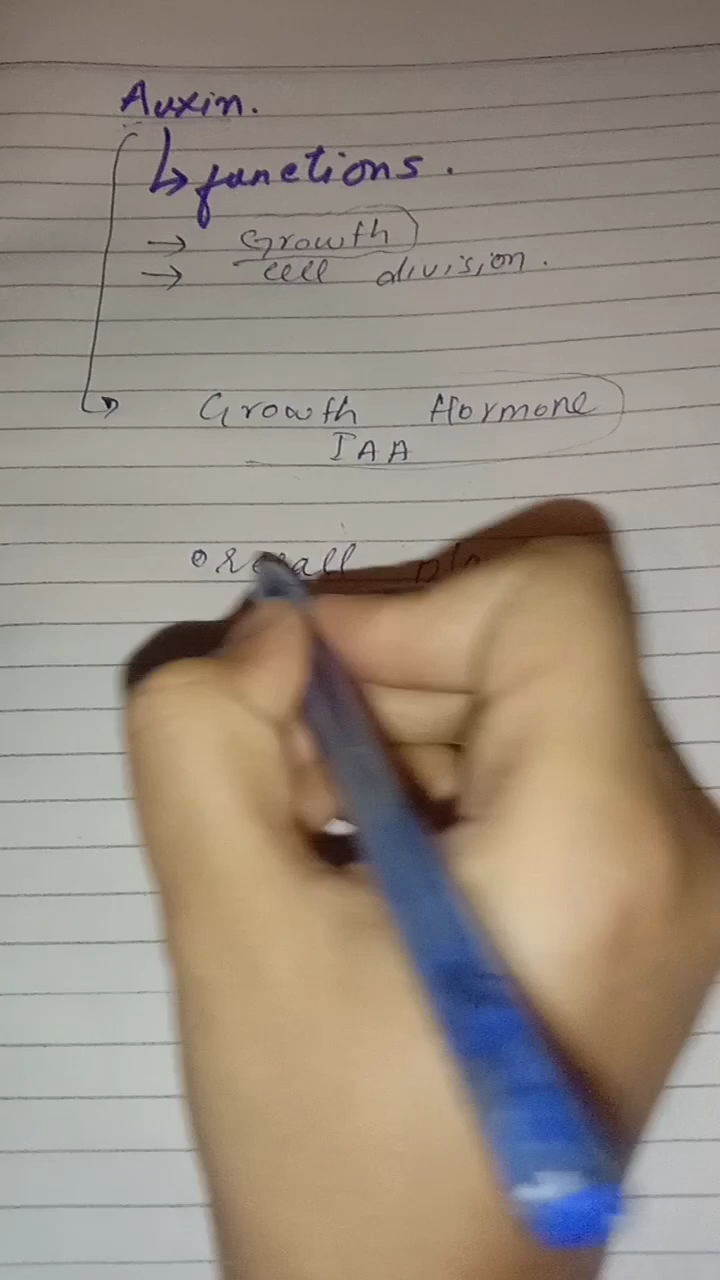 Auxin.
↳ functions.
→ Growth
→ cell division.
→ Growth Hormone
IAA